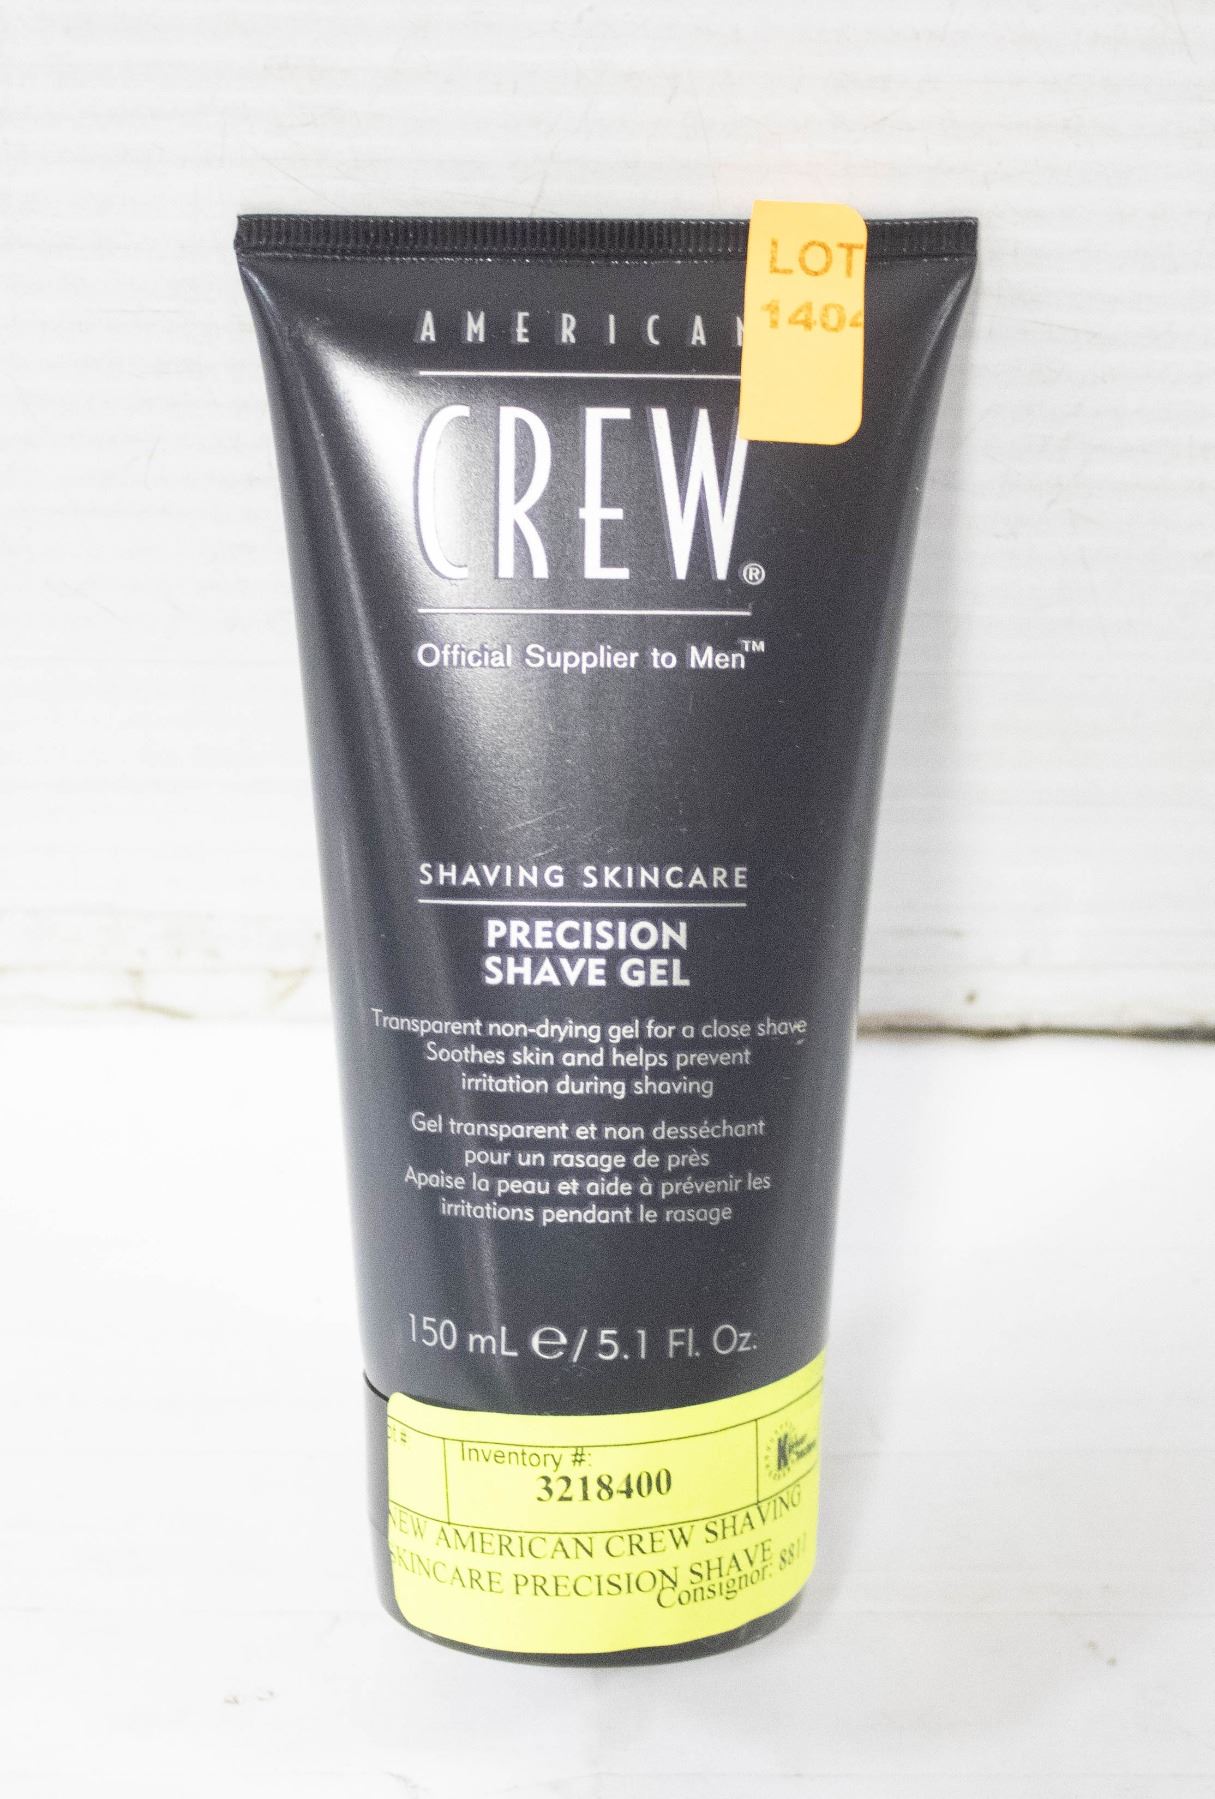 LOT
1404
AMERICAN
CREW®
Official Supplier to Men™
SHAVING SKINCARE
PRECISION
SHAVE GEL
Transparent non-drying gel for a close shave
Soothes skin and helps prevent
irritation during shaving
Gel transparent et non desséchant
pour un rasage de près
Apaise la peau et aide à prévenir les
irritations pendant le rasage
150 mL ℮/ 5.1 Fl. Oz.
Inventory #:
3218400
NEW AMERICAN CREW SHAVING
SKINCARE PRECISION SHAVE
Consignor: